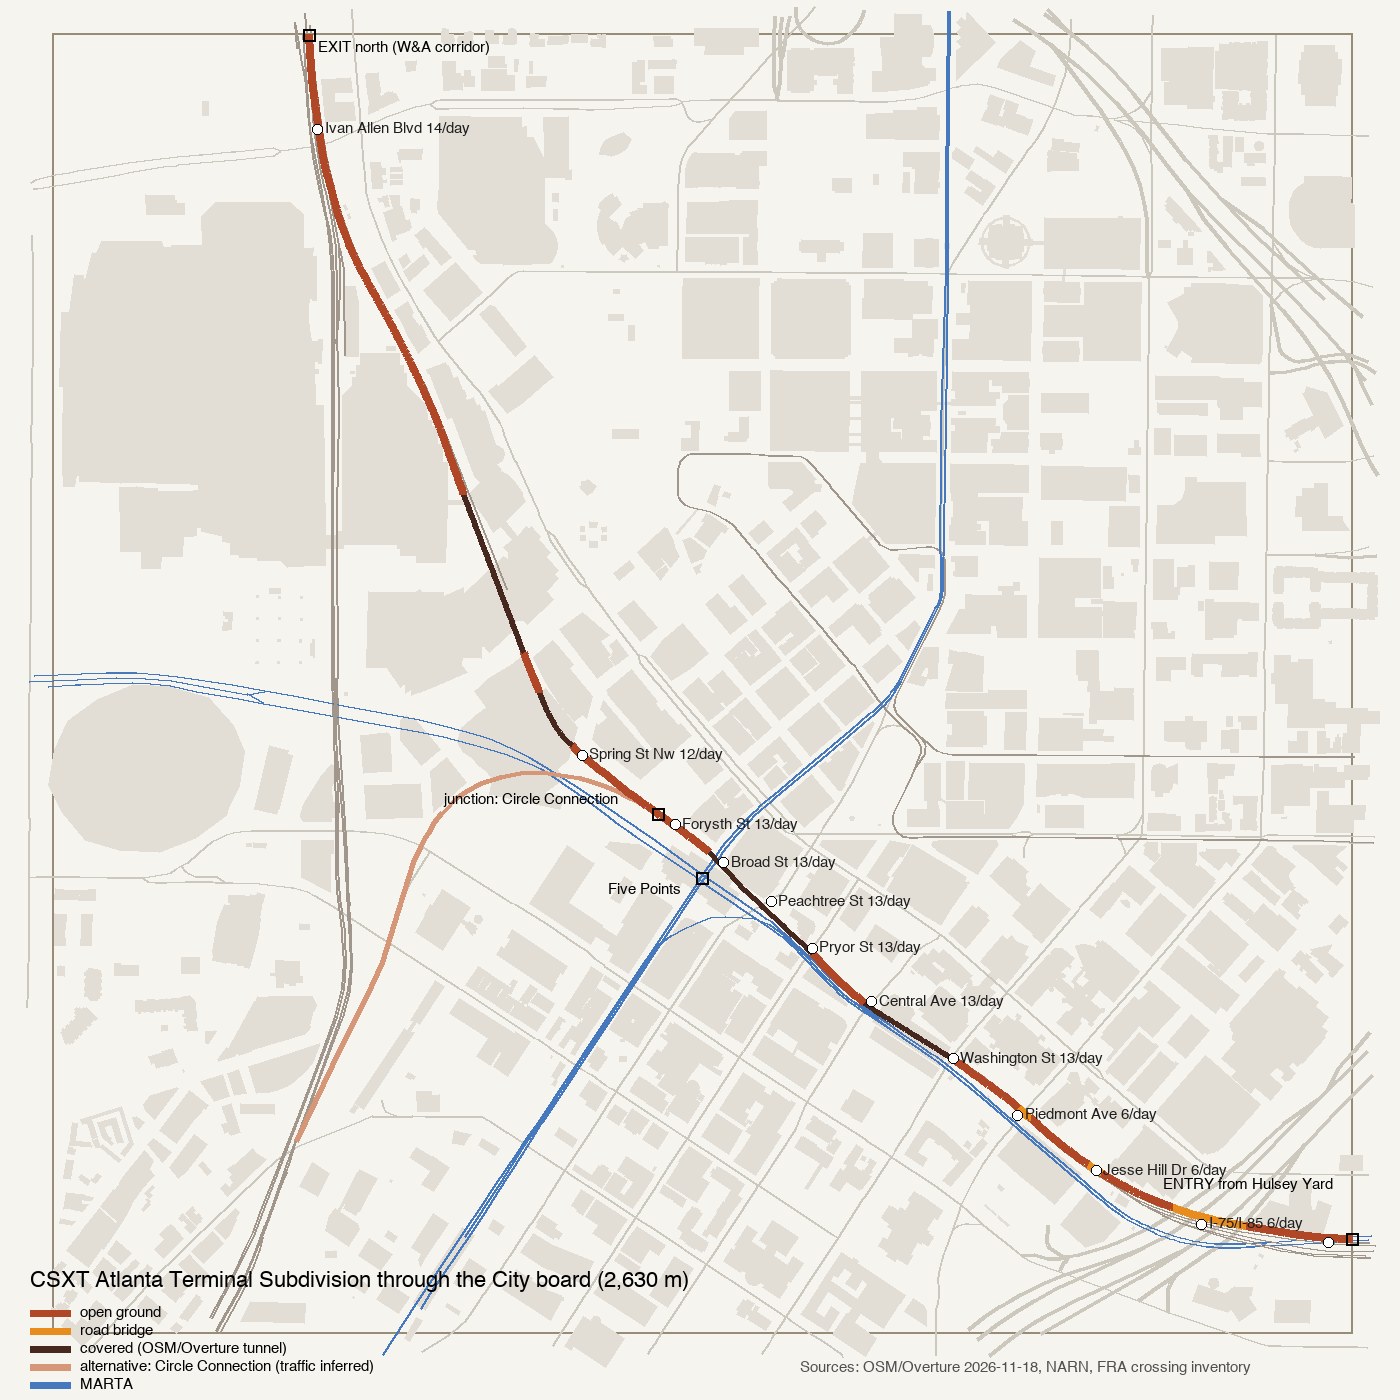 EXIT north (W&A corridor)
Ivan Allen Blvd 14/day
Spring St Nw 12/day
junction: Circle Connection
Forysth St 13/day
Broad St 13/day
Five Points
Peachtree St 13/day
Pryor St 13/day
Central Ave 13/day
Washington St 13/day
Piedmont Ave 6/day
Jesse Hill Dr 6/day
ENTRY from Hulsey Yard
I-75/I-85 6/day
CSXT Atlanta Terminal Subdivision through the City board (2,630 m)
open ground
road bridge
covered (OSM/Overture tunnel)
alternative: Circle Connection (traffic inferred)
MARTA
Sources: OSM/Overture 2026-11-18, NARN, FRA crossing inventory